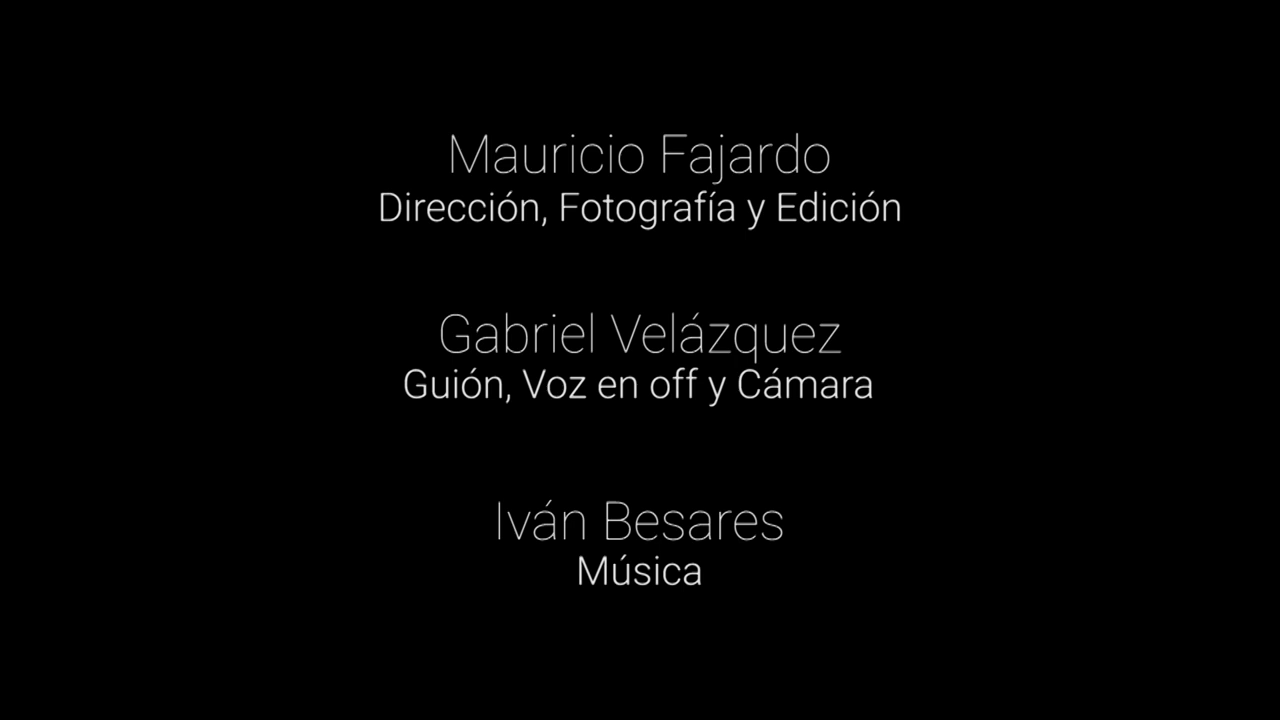 Mauricio Fajardo
Dirección, Fotografía y Edición
Gabriel Velázquez
Guión, Voz en off y Cámara
Iván Besares
Música